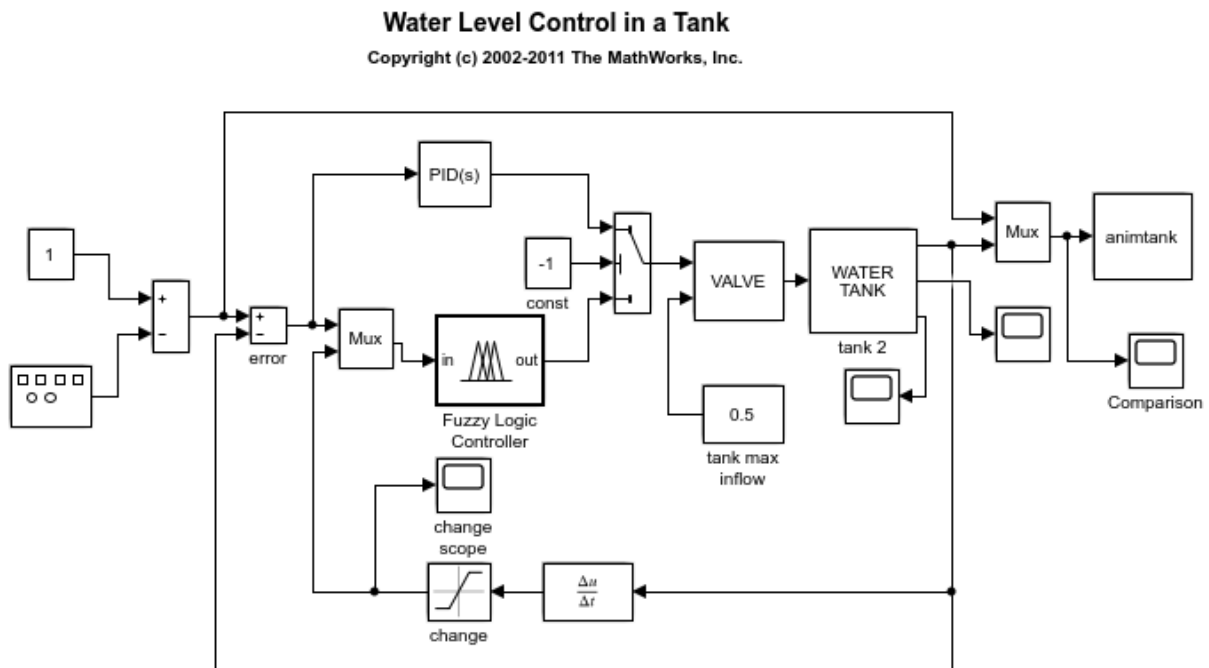 Water Level Control in a Tank
Copyright (c) 2002-2011 The MathWorks, Inc.
PID(s)
1
+
−
+
−
error
Mux
-1
const
in
out
Fuzzy Logic
Controller
VALVE
WATER
TANK
tank 2
0.5
tank max
inflow
Mux
animtank
Comparison
change
scope
change
Δu
Δt